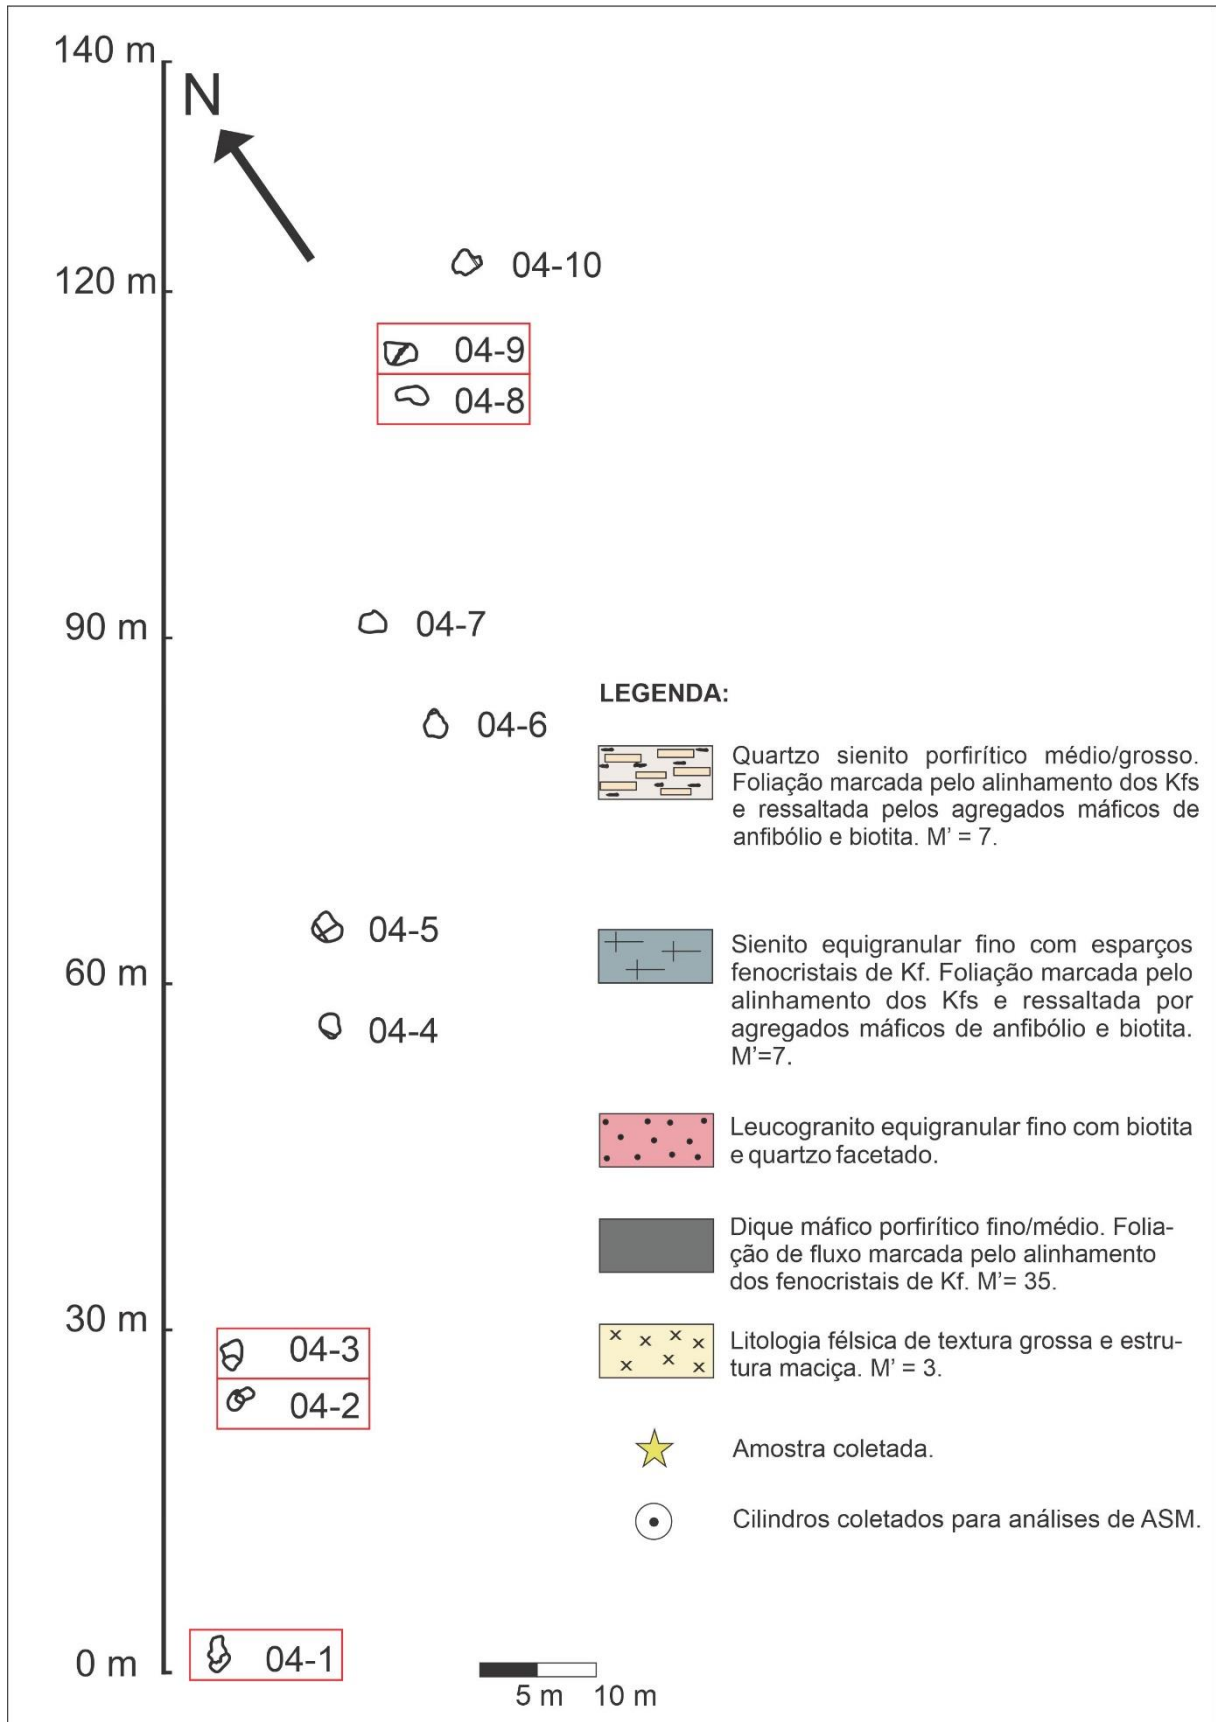 140 m
N
04-10
120 m
04-9
04-8
90 m
04-7
04-6
LEGENDA:
Quartzo sienito porfirítico médio/grosso.
Foliação marcada pelo alinhamento dos Kfs
e ressaltada pelos agregados máficos de
anfibólio e biotita. M’ = 7.
04-5
60 m
04-4
Sienito equigranular fino com esparços
fenocristais de Kf. Foliação marcada pelo
alinhamento dos Kfs e ressaltada por
agregados máficos de anfibólio e biotita.
M’=7.
Leucogranito equigranular fino com biotita
e quartzo facetado.
Dique máfico porfirítico fino/médio. Folia-
ção de fluxo marcada pelo alinhamento
dos fenocristais de Kf. M’= 35.
30 m
04-3
04-2
Litologia félsica de textura grossa e estru-
tura maciça. M’ = 3.
Amostra coletada.
Cilindros coletados para análises de ASM.
0 m
04-1
5 m 10 m